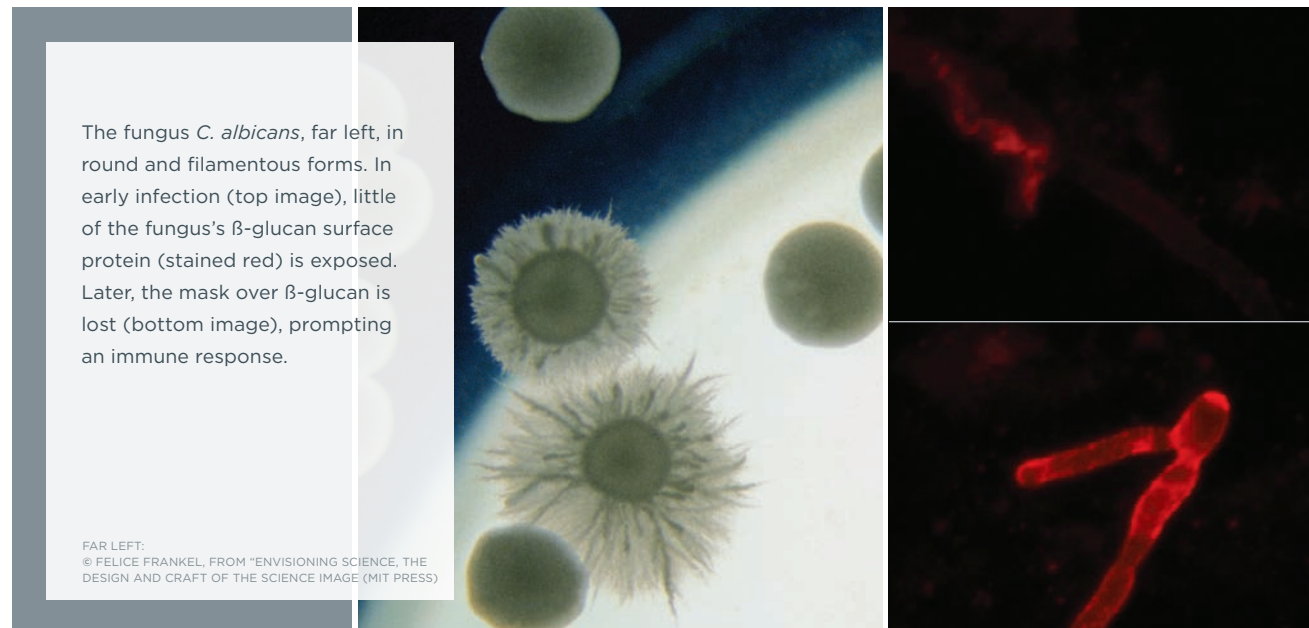 The fungus C. albicans, far left, in
round and filamentous forms. In
early infection (top image), little
of the fungus’s ß-glucan surface
protein (stained red) is exposed.
Later, the mask over ß-glucan is
lost (bottom image), prompting
an immune response.
FAR LEFT:
© FELICE FRANKEL, FROM “ENVISIONING SCIENCE, THE
DESIGN AND CRAFT OF THE SCIENCE IMAGE (MIT PRESS)